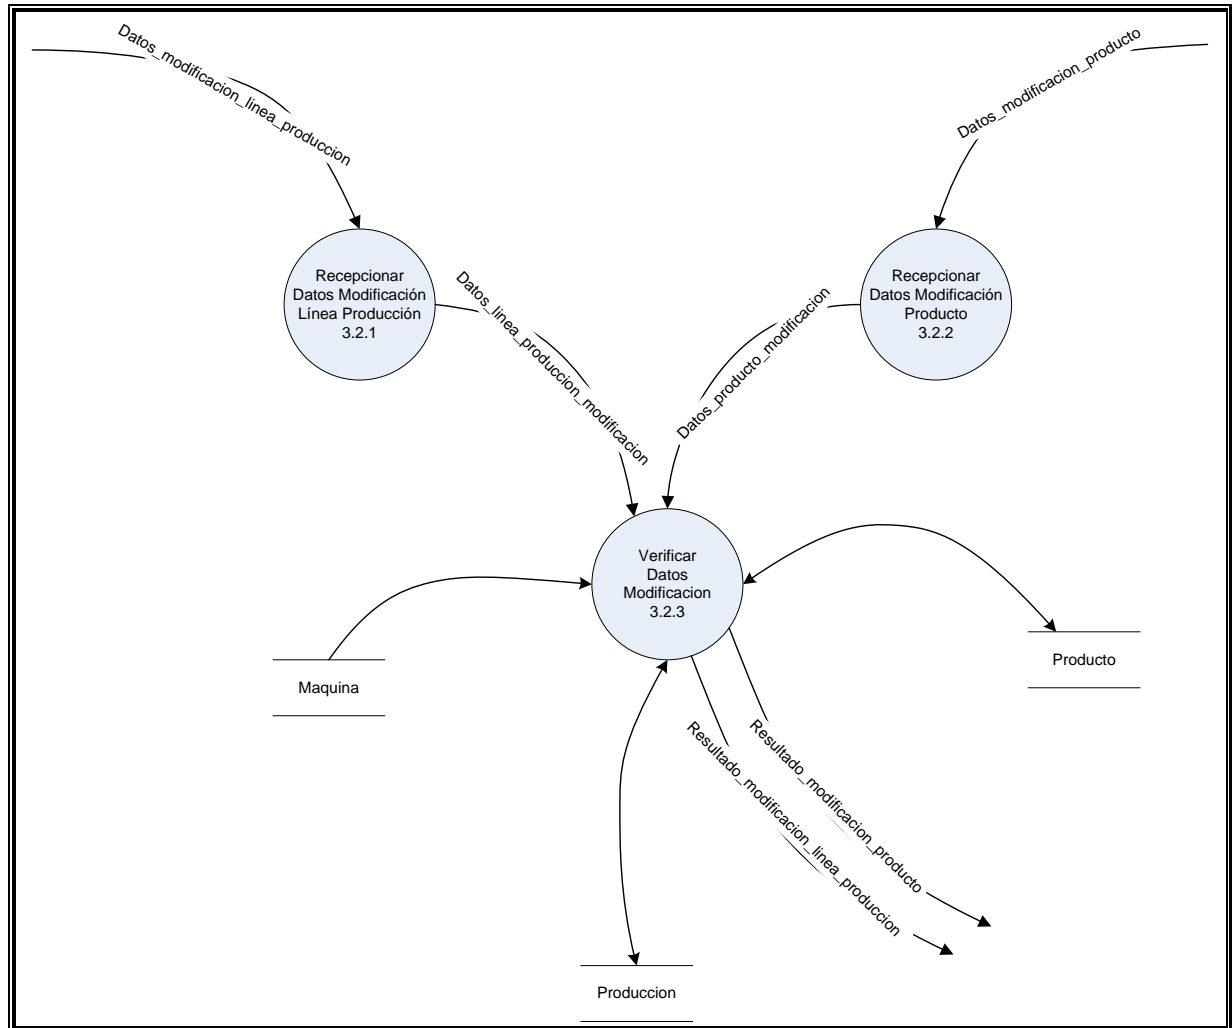 Datos_modificacion_linea_produccion
Datos_modificacion_producto
Recepcionar
Datos Modificación
Línea Producción
3.2.1
Recepcionar
Datos Modificación
Producto
3.2.2
Datos_linea_produccion_modificacion
Datos_producto_modificacion
Verificar
Datos
Modificacion
3.2.3
Maquina
Producto
Resultado_modificacion_linea_produccion
Resultado_modificacion_producto
Produccion